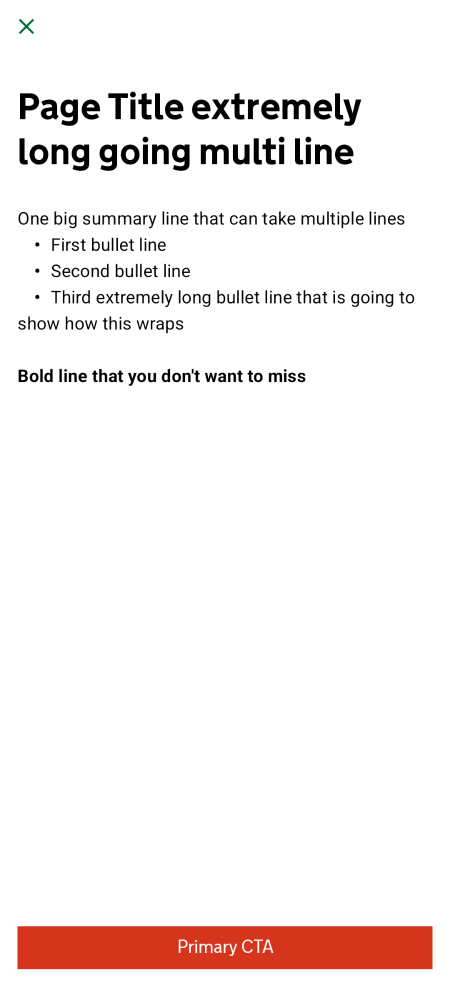 Page Title extremely
long going multi line
One big summary line that can take multiple lines
• First bullet line
• Second bullet line
• Third extremely long bullet line that is going to
show how this wraps
Bold line that you don't want to miss
Primary CTA